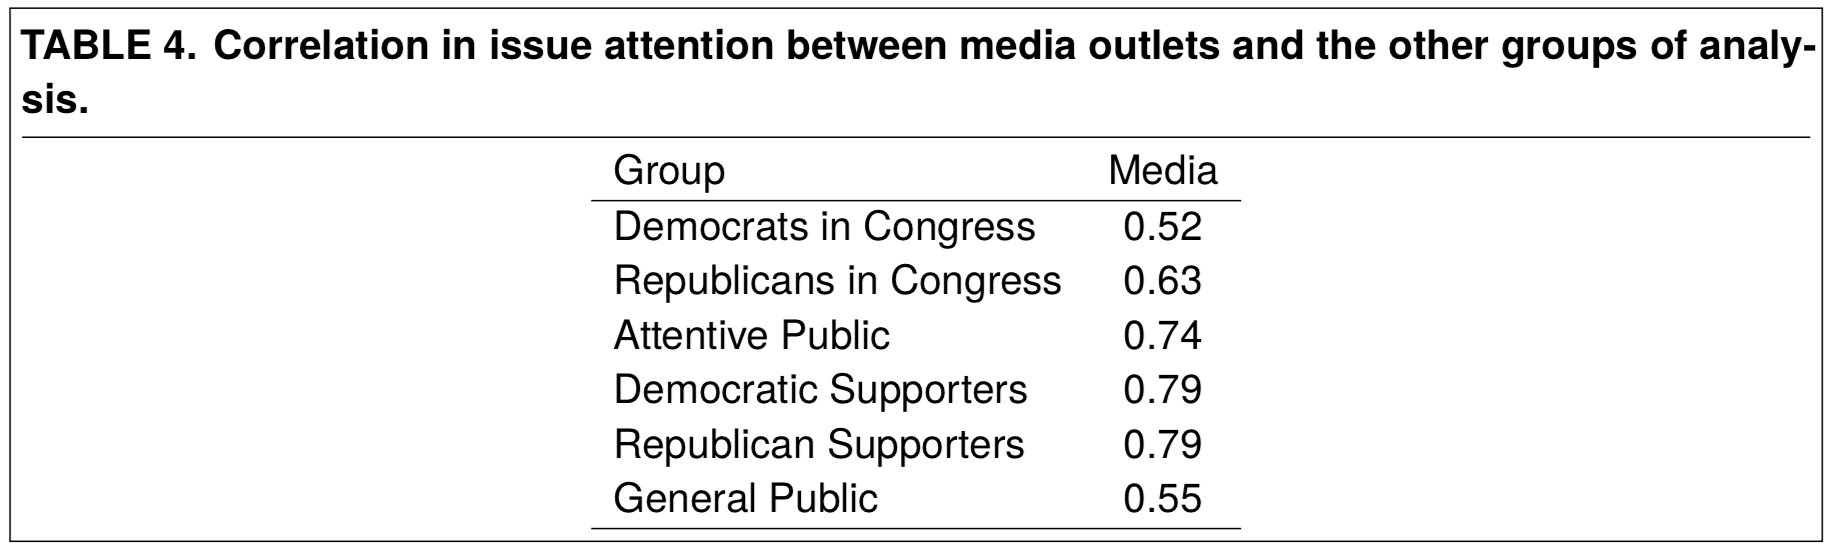 TABLE 4. Correlation in issue attention between media outlets and the other groups of analy-
sis.
Group Media
Democrats in Congress 0.52
Republicans in Congress 0.63
Attentive Public 0.74
Democratic Supporters 0.79
Republican Supporters 0.79
General Public 0.55